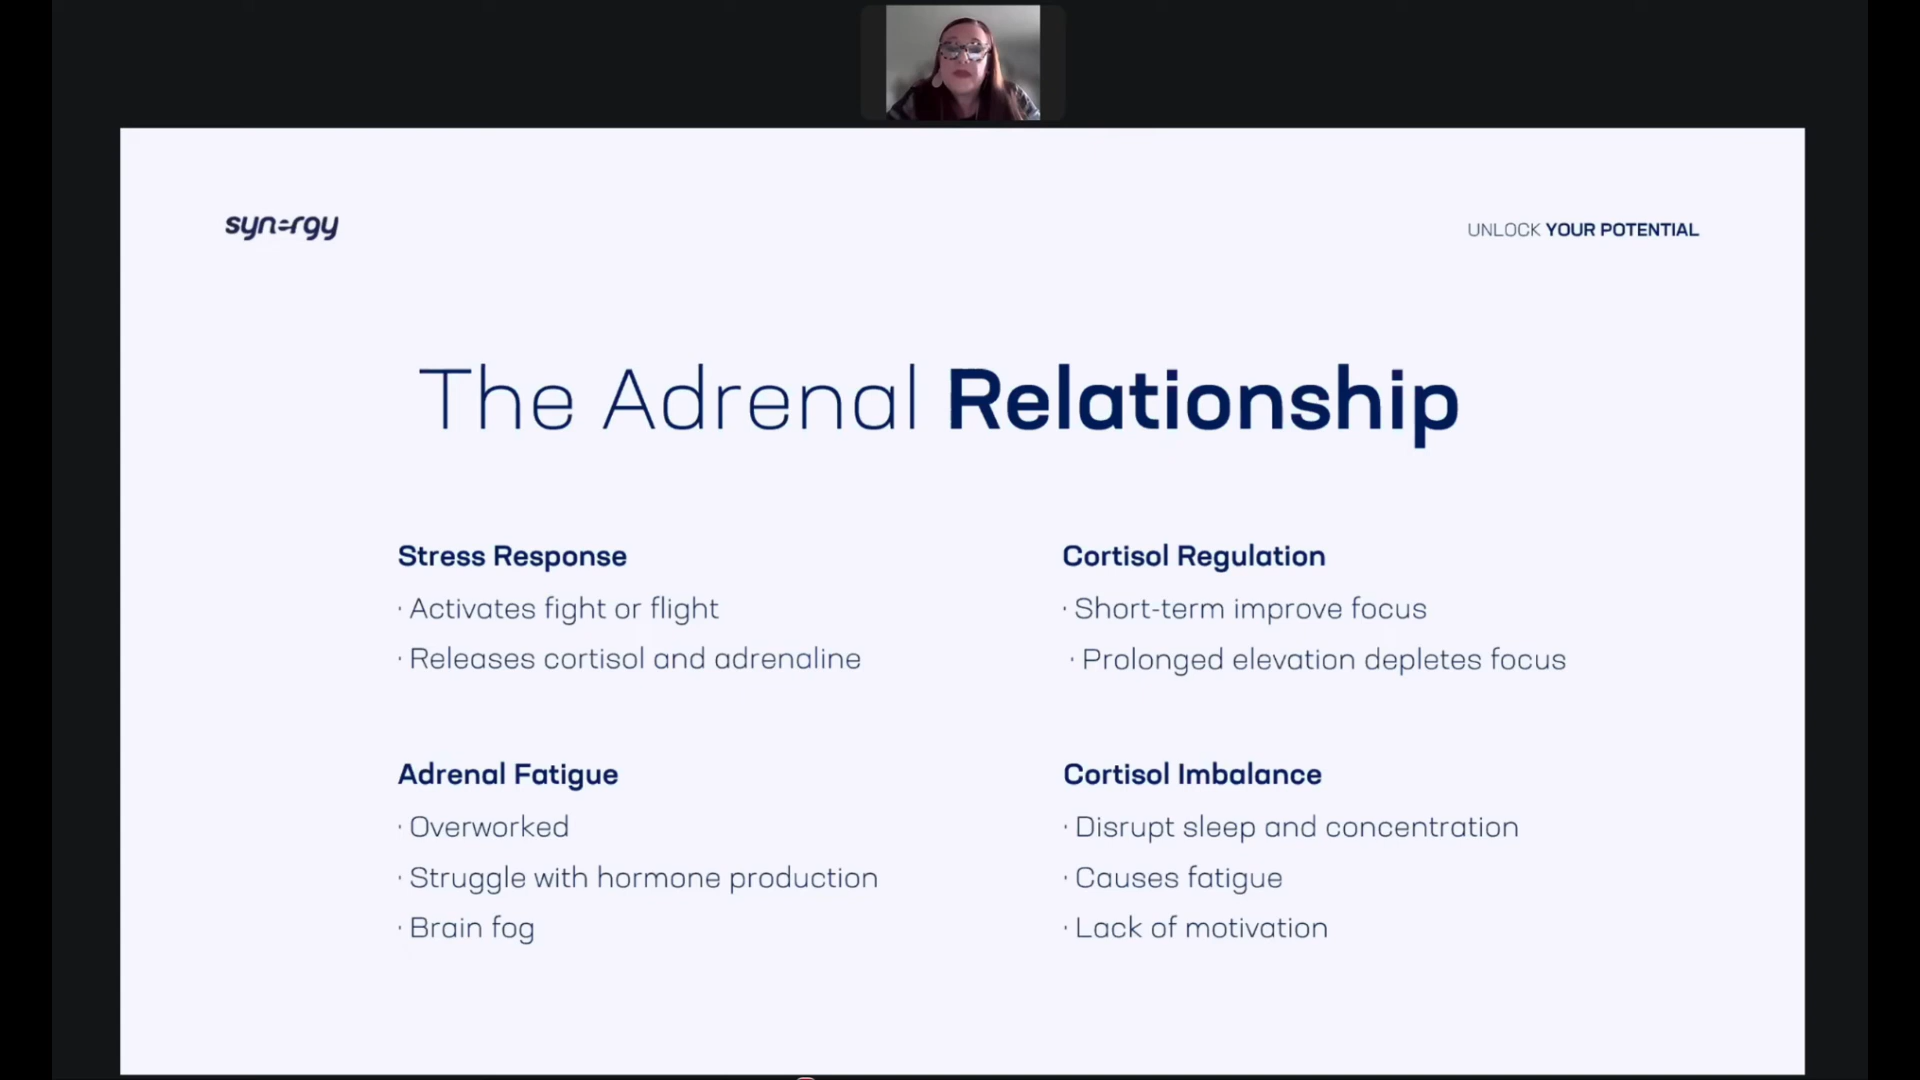 synergy
UNLOCK YOUR POTENTIAL
The Adrenal Relationship
Stress Response
· Activates fight or flight
· Releases cortisol and adrenaline
Cortisol Regulation
· Short-term improve focus
· Prolonged elevation depletes focus
Adrenal Fatigue
· Overworked
· Struggle with hormone production
· Brain fog
Cortisol Imbalance
· Disrupt sleep and concentration
· Causes fatigue
· Lack of motivation